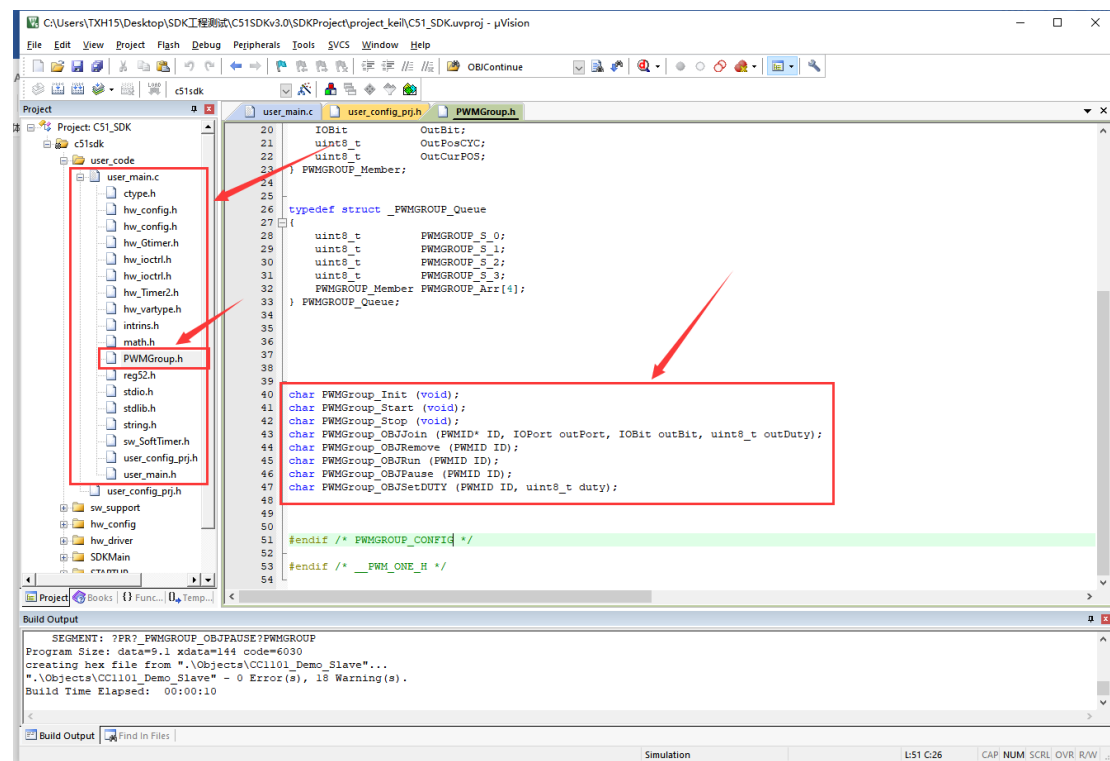 C:\Users\TXH15\Desktop\SDK工程测试\C51SDKv3.0\SDKProject\project_keil\C51_SDK.uvproj - µVision
File Edit View Project Flash Debug Peripherals Tools SVCS Window Help
OBJContinue
c51sdk
Project
Project: C51_SDK
c51sdk
user_code
user_main.c
ctype.h
hw_config.h
hw_config.h
hw_Gtimer.h
hw_ioctrl.h
hw_ioctrl.h
hw_Timer2.h
hw_vartype.h
intrins.h
math.h
PWMGroup.h
reg52.h
stdio.h
stdlib.h
string.h
sw_SoftTimer.h
user_config_prj.h
user_main.h
user_config_prj.h
sw_support
hw_config
hw_driver
SDKMain
STARTUP
Project Books {} Func... 0→ Temp...
user_main.c user_config_prj.h PWMGroup.h
20 IOBit OutBit;
21 uint8_t OutPosCYC;
22 uint8_t OutCurPOS;
23 } PWMGROUP_Member;
24
25
26 typedef struct _PWMGROUP_Queue
27 {
28 uint8_t PWMGROUP_S_0;
29 uint8_t PWMGROUP_S_1;
30 uint8_t PWMGROUP_S_2;
31 uint8_t PWMGROUP_S_3;
32 PWMGROUP_Member PWMGROUP_Arr[4];
33 } PWMGROUP_Queue;
34
35
36
37
38
39
40 char PWMGroup_Init (void);
41 char PWMGroup_Start (void);
42 char PWMGroup_Stop (void);
43 char PWMGroup_OBJJoin (PWMID* ID, IOPort outPort, IOBit outBit, uint8_t outDuty);
44 char PWMGroup_OBJRemove (PWMID ID);
45 char PWMGroup_OBJRun (PWMID ID);
46 char PWMGroup_OBJPause (PWMID ID);
47 char PWMGroup_OBJSetDUTY (PWMID ID, uint8_t duty);
48
49
50
51 #endif /* PWMGROUP_CONFIG */
52
53 #endif /* __PWM_ONE_H */
54
Build Output
SEGMENT: ?PR?_PWMGROUP_OBJPAUSE?PWMGROUP
Program Size: data=9.1 xdata=144 code=6030
creating hex file from ".\Objects\CC1101_Demo_Slave"...
".\Objects\CC1101_Demo_Slave" - 0 Error(s), 18 Warning(s).
Build Time Elapsed: 00:00:10
Build Output Find In Files
Simulation L:51 C:26 CAP NUM SCRL OVR R/W